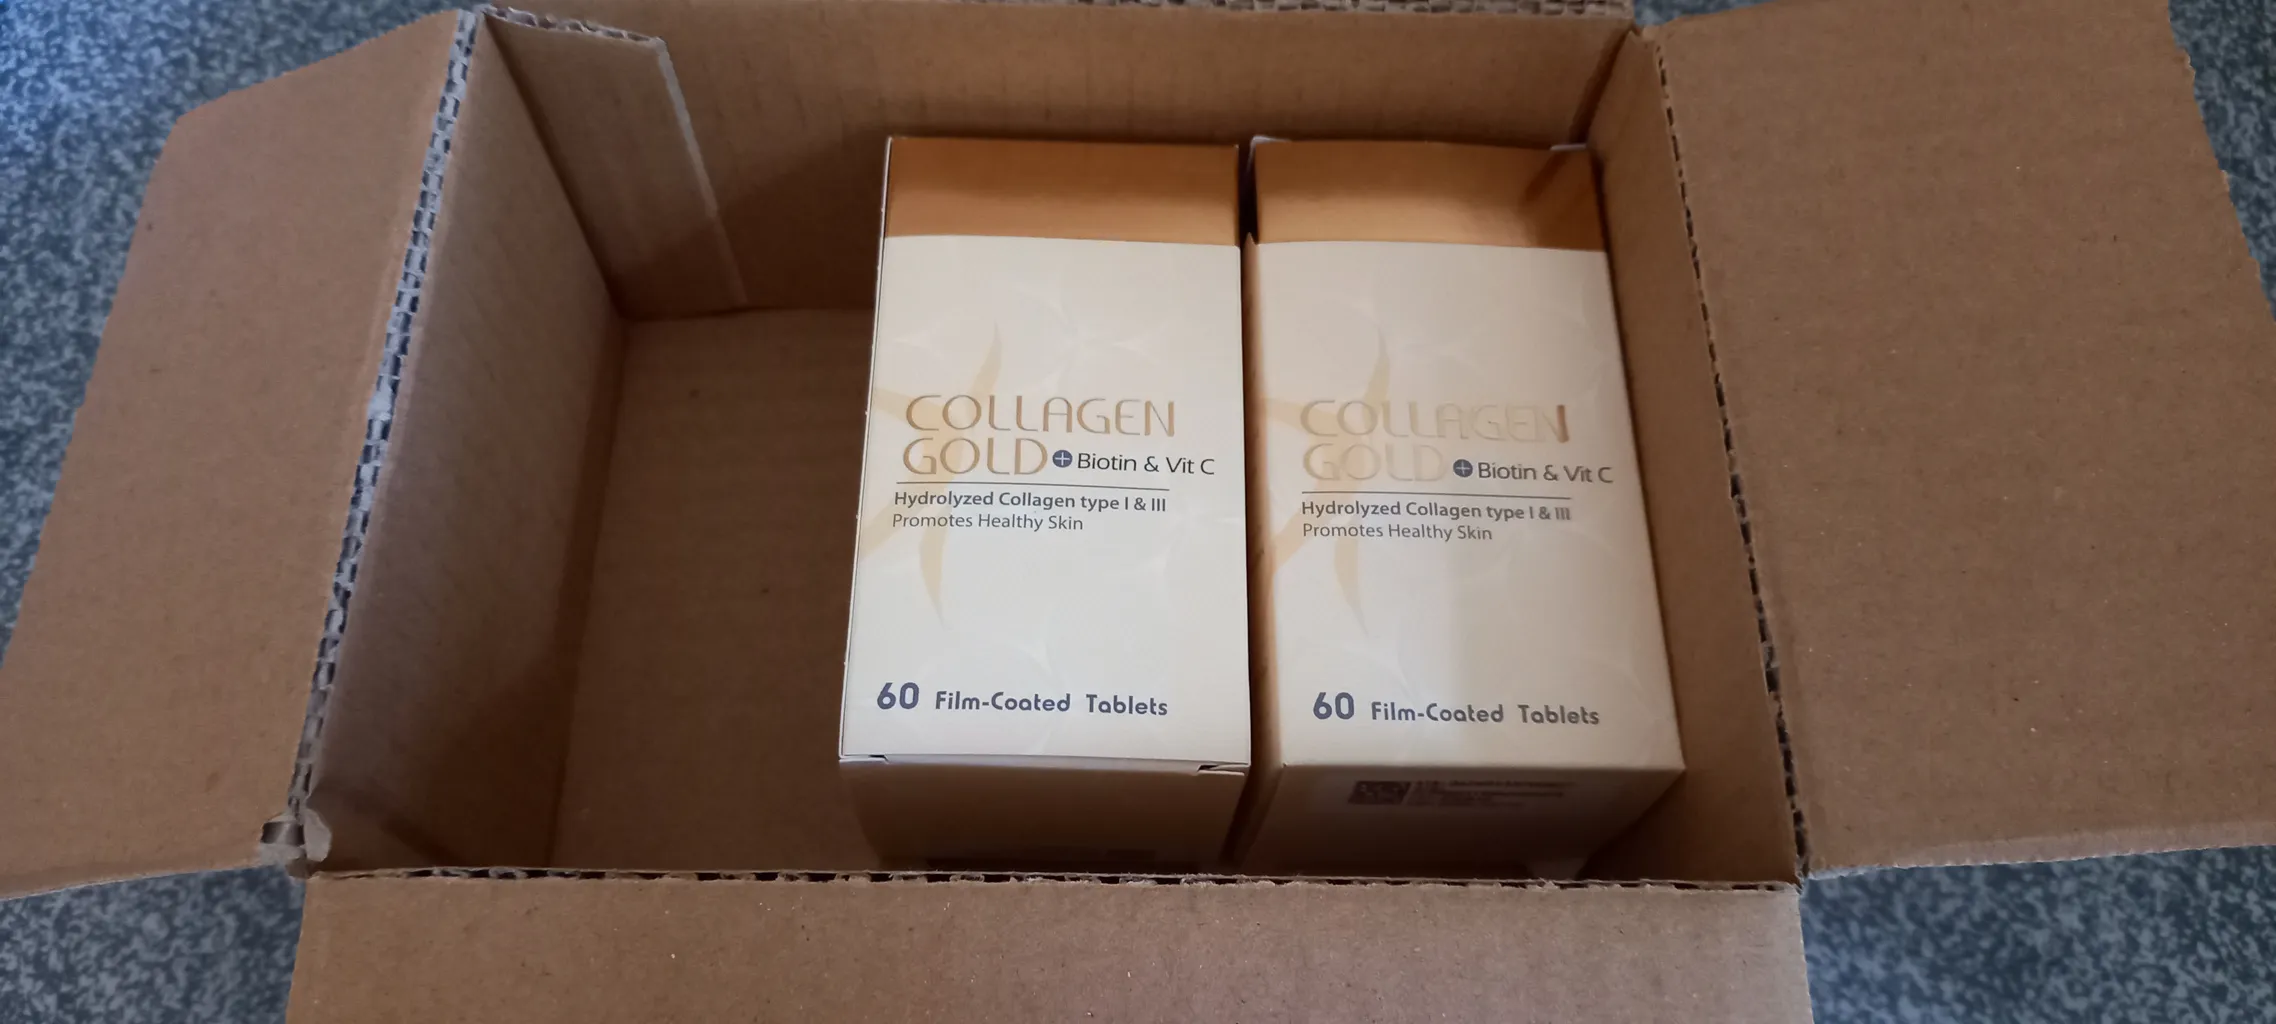 COLLAGEN
GOLD + Biotin & Vit C
Hydrolyzed Collagen type I & III
Promotes Healthy Skin
60 Film-Coated Tablets
COLLAGEN
GOLD + Biotin & Vit C
Hydrolyzed Collagen type I & III
Promotes Healthy Skin
60 Film-Coated Tablets